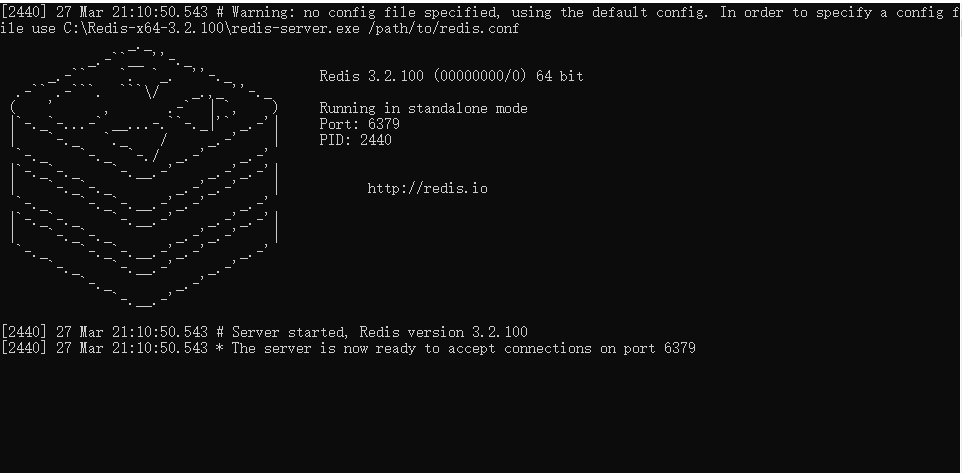 [2440] 27 Mar 21:10:50.543 # Warning: no config file specified, using the default config. In order to specify a config f
ile use C:\Redis-x64-3.2.100\redis-server.exe /path/to/redis.conf
Redis 3.2.100 (00000000/0) 64 bit
Running in standalone mode
Port: 6379
PID: 2440
http://redis.io
[2440] 27 Mar 21:10:50.543 # Server started, Redis version 3.2.100
[2440] 27 Mar 21:10:50.543 * The server is now ready to accept connections on port 6379